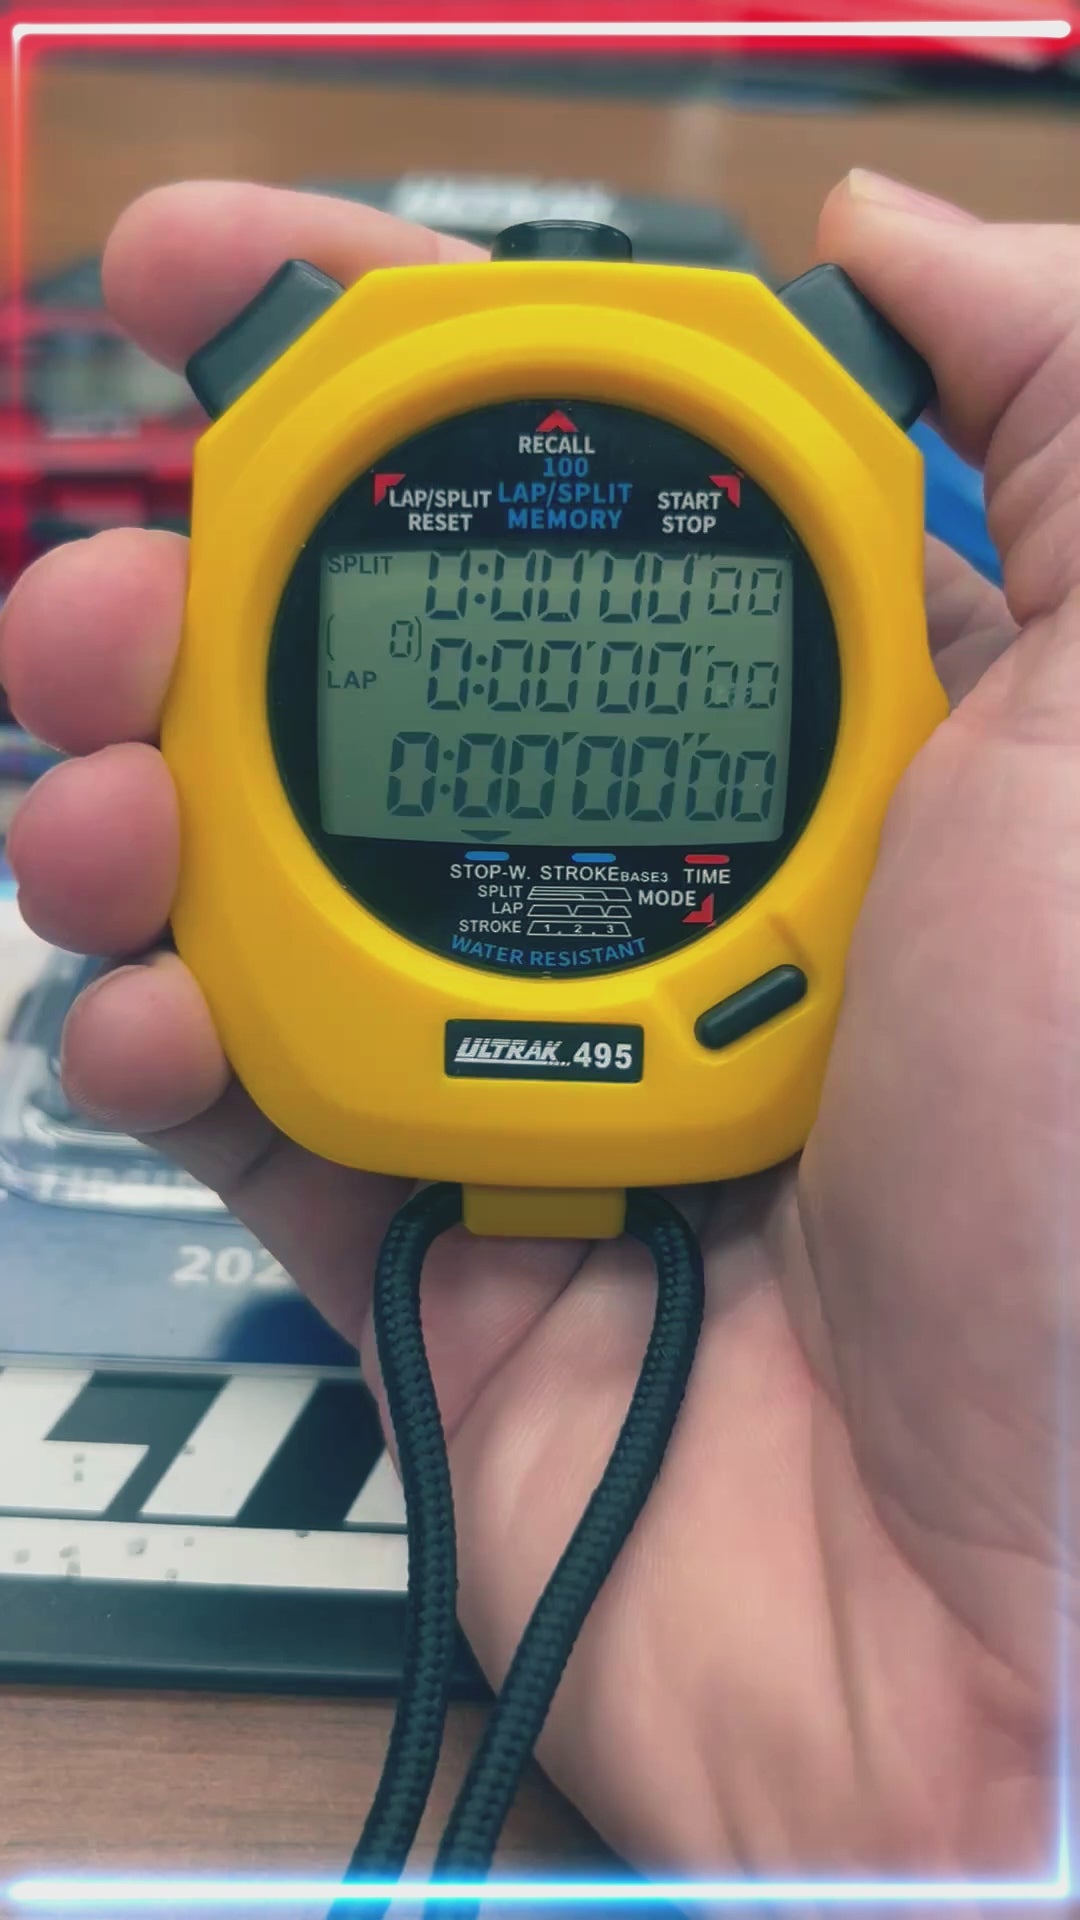 RECALL
100
LAP/SPLIT
MEMORY
LAP/SPLIT
RESET
START
STOP
SPLIT
0:00'00"00
( 0)
LAP
0:00'00"00
0:00'00"00
STOP-W. STROKE BASE3 TIME
SPLIT
LAP
STROKE 1 2 3
MODE
WATER RESISTANT
ULTRAK 495
202